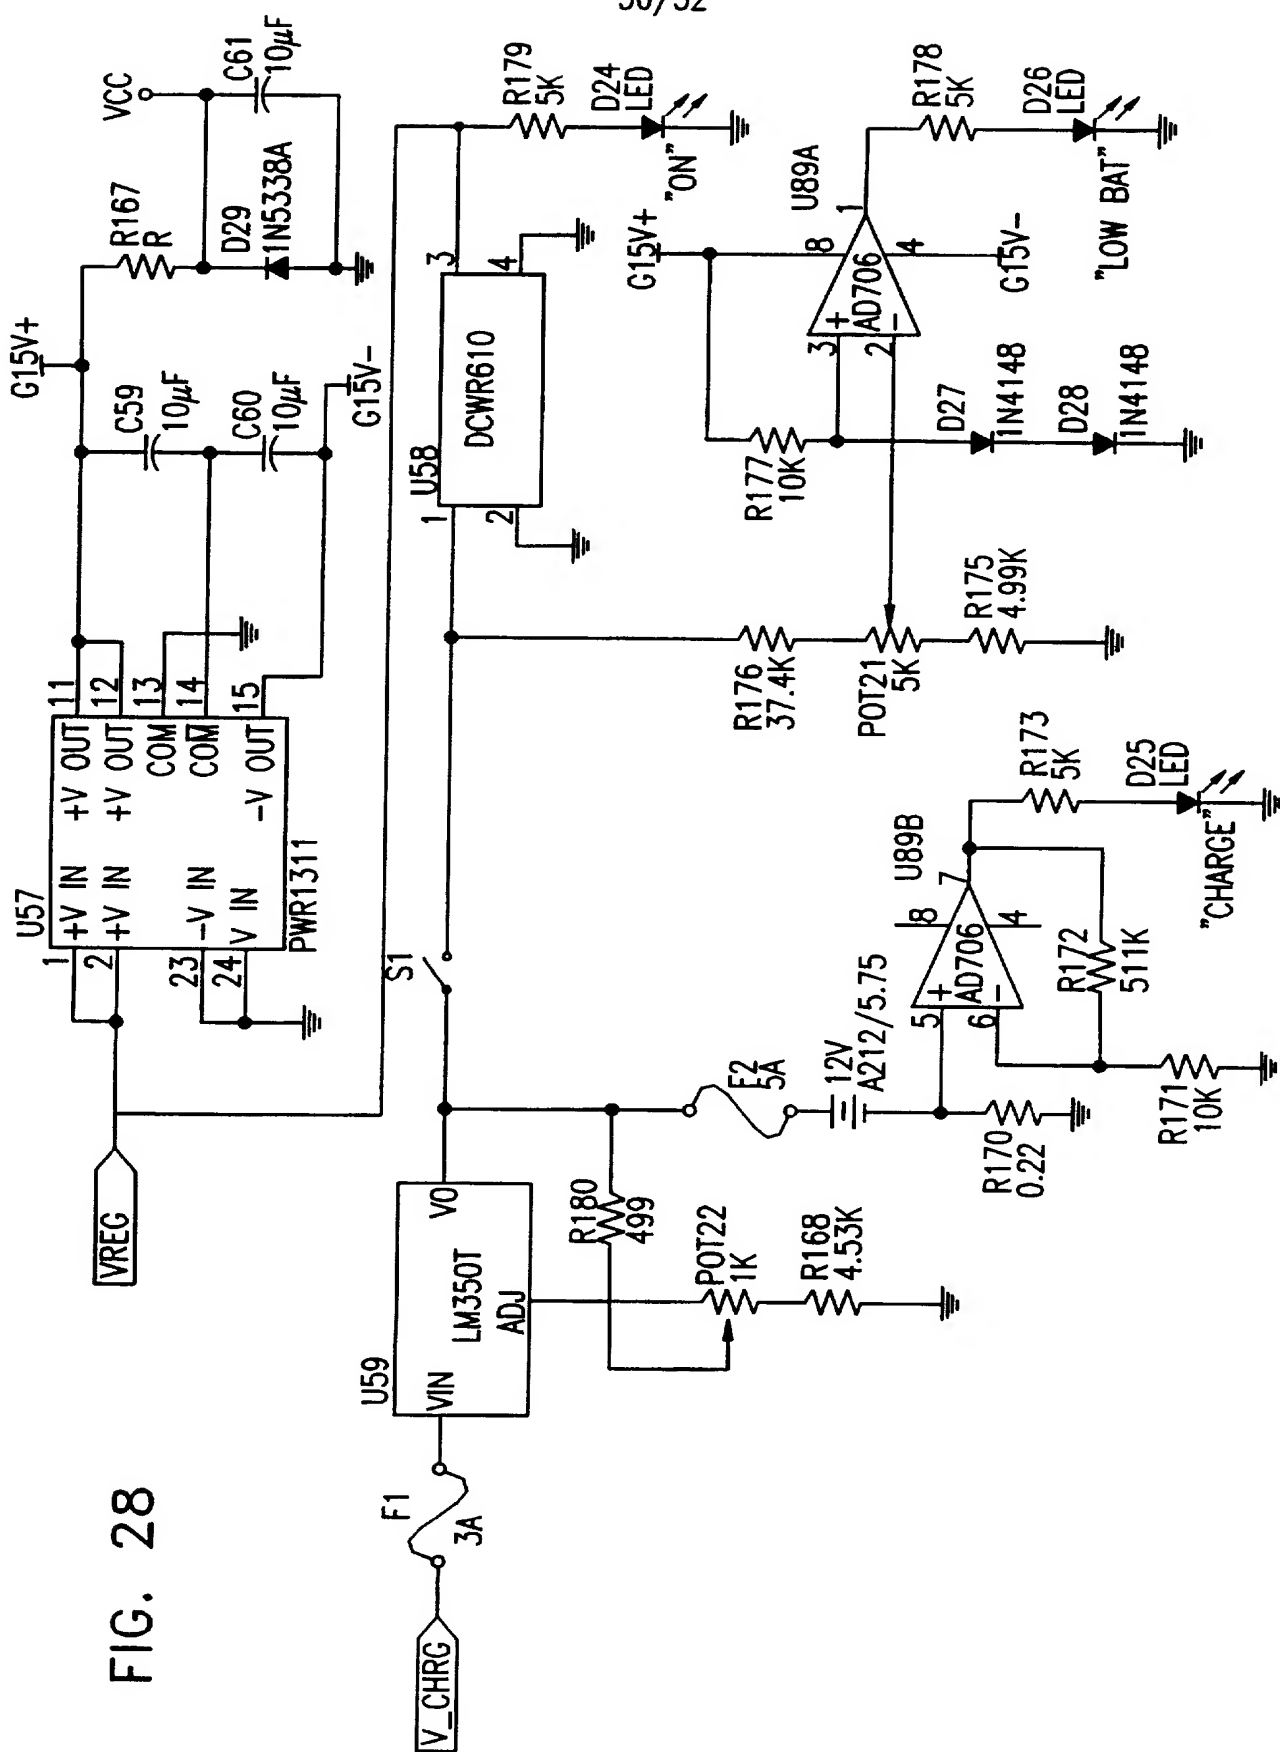 30/32
FIG. 28
VREG
U57
1
2
23
24
+V IN
+V IN
-V IN
V IN
+V OUT
+V OUT
COM
COM
-V OUT
11
12
13
14
15
PWR1311
G15V+
C59
10µF
C60
10µF
G15V-
R167
R
D29
1N5338A
VCC
C61
10µF
V_CHRG
F1
3A
U59
VIN
LM350T
VO
ADJ
S1
U58
1
2
DCWR610
3
4
R179
5K
D24
LED
"ON"
R180
499
POT22
1K
R168
4.53K
F2
5A
12V
A212/5.75
R170
0.22
R171
10K
R172
511K
U89B
5
6
+
-
AD706
8
4
7
R173
5K
D25
LED
"CHARGE"
R176
37.4K
POT21
5K
R175
4.99K
R177
10K
D27
1N4148
D28
1N4148
G15V+
U89A
3
2
+
-
AD706
8
4
1
G15V-
R178
5K
D26
LED
"LOW BAT"